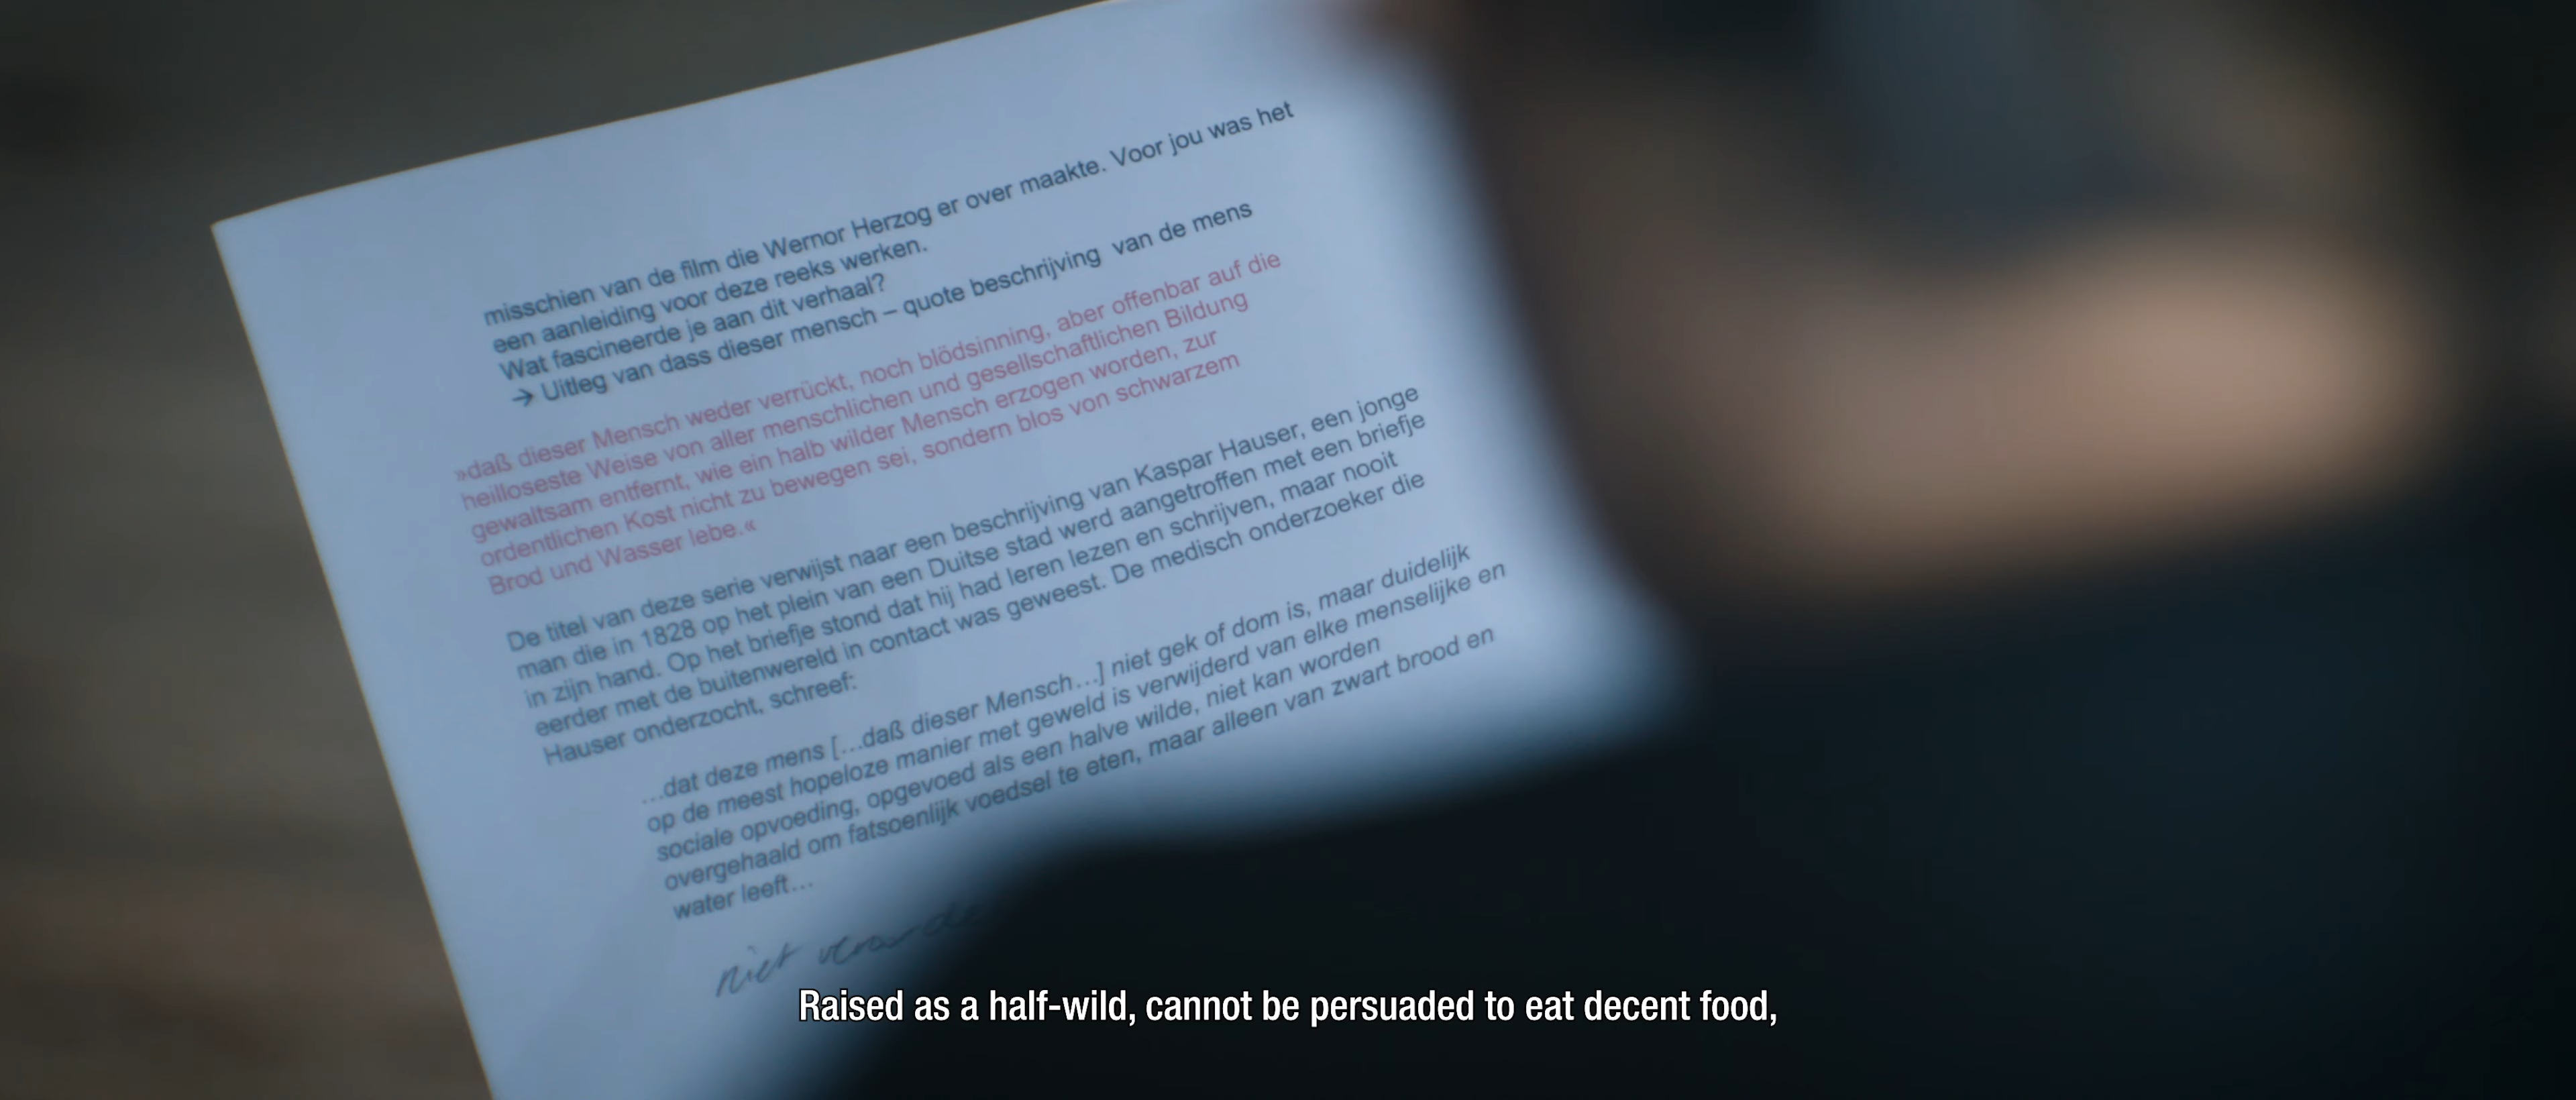 misschien van de film die Wernor Herzog er over maakte. Voor jou was het
een aanleiding voor deze reeks werken.
Wat fascineerde je aan dit verhaal?
→ Uitleg van dass dieser mensch – quote beschrijving van de mens
»daß dieser Mensch weder verrückt, noch blödsinning, aber offenbar auf die
heilloseste Weise von aller menschlichen und gesellschaftlichen Bildung
gewaltsam entfernt, wie ein halb wilder Mensch erzogen worden, zur
ordentlichen Kost nicht zu bewegen sei, sondern blos von schwarzem
Brod und Wasser lebe.«
De titel van deze serie verwijst naar een beschrijving van Kaspar Hauser, een jonge
man die in 1828 op het plein van een Duitse stad werd aangetroffen met een briefje
in zijn hand. Op het briefje stond dat hij had leren lezen en schrijven, maar nooit
eerder met de buitenwereld in contact was geweest. De medisch onderzoeker die
Hauser onderzocht, schreef:
…dat deze mens […daß dieser Mensch…] niet gek of dom is, maar duidelijk
op de meest hopeloze manier met geweld is verwijderd van elke menselijke en
sociale opvoeding, opgevoed als een halve wilde, niet kan worden
overgehaald om fatsoenlijk voedsel te eten, maar alleen van zwart brood en
water leeft…
niet
Raised as a half-wild, cannot be persuaded to eat decent food,